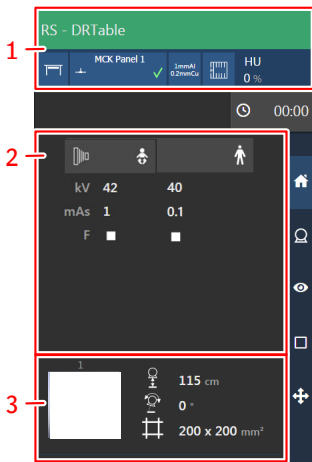 1
RS - DRTable
MCK Panel 1
1mmAl
0.2mmCu
HU
0 %
00:00
2
kV 42 40
mAs 1 0.1
F
3
1
115 cm
0 °
200 x 200 mm²